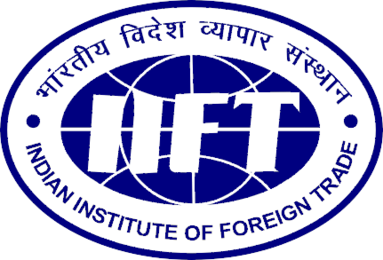 भारतीय विदेश व्यापार संस्थान
IIFT
INDIAN INSTITUTE OF FOREIGN TRADE